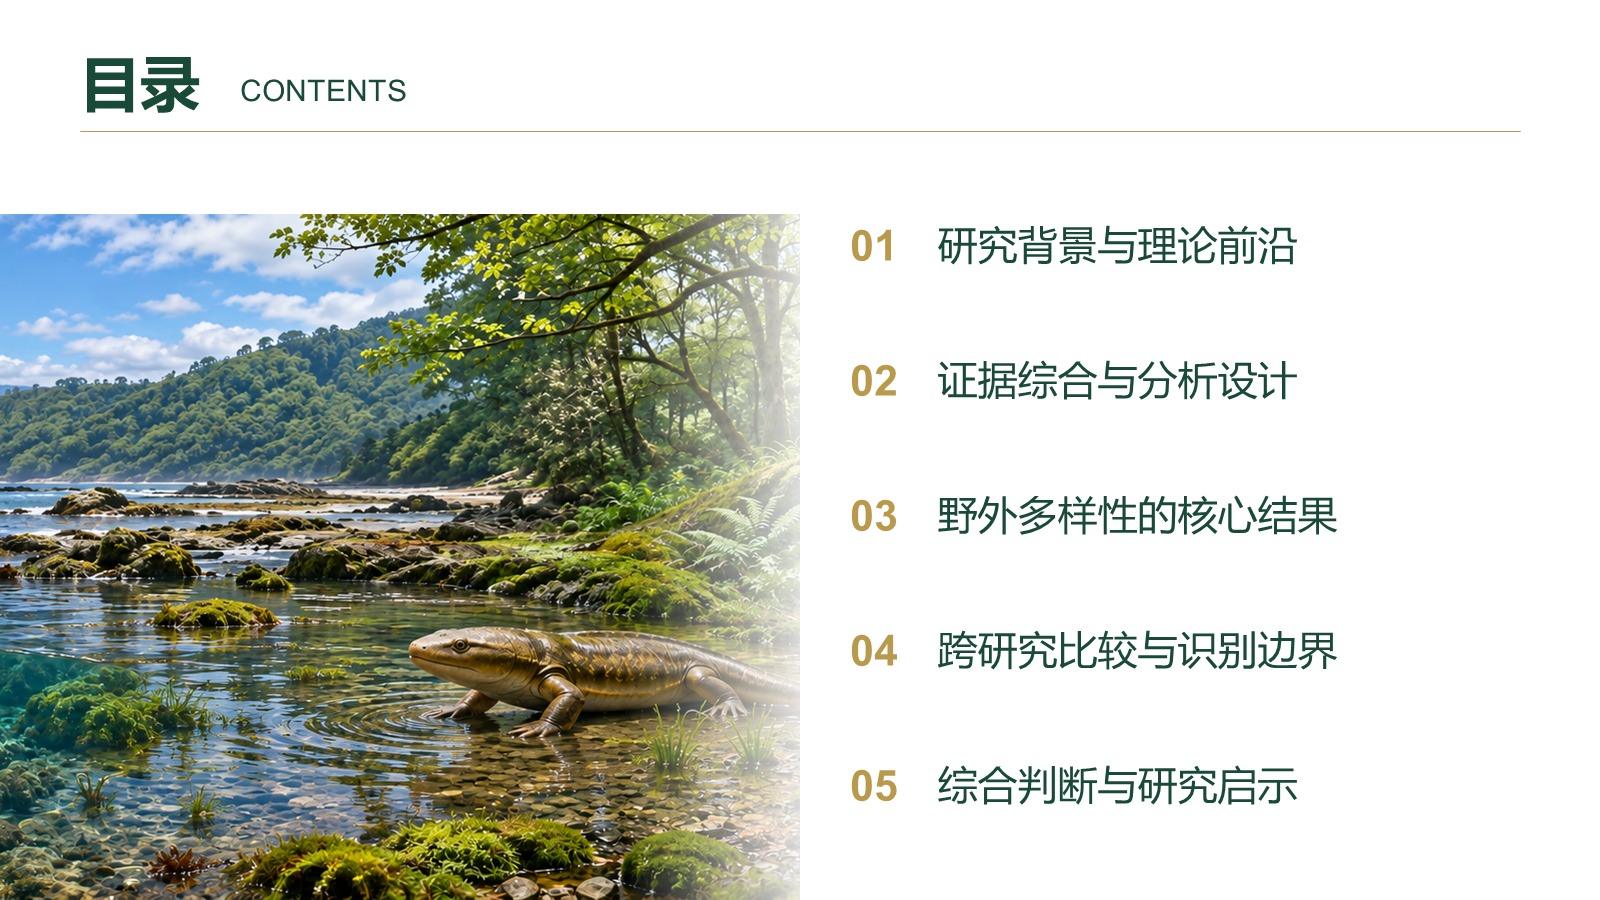 目录 CONTENTS
01 研究背景与理论前沿
02 证据综合与分析设计
03 野外多样性的核心结果
04 跨研究比较与识别边界
05 综合判断与研究启示